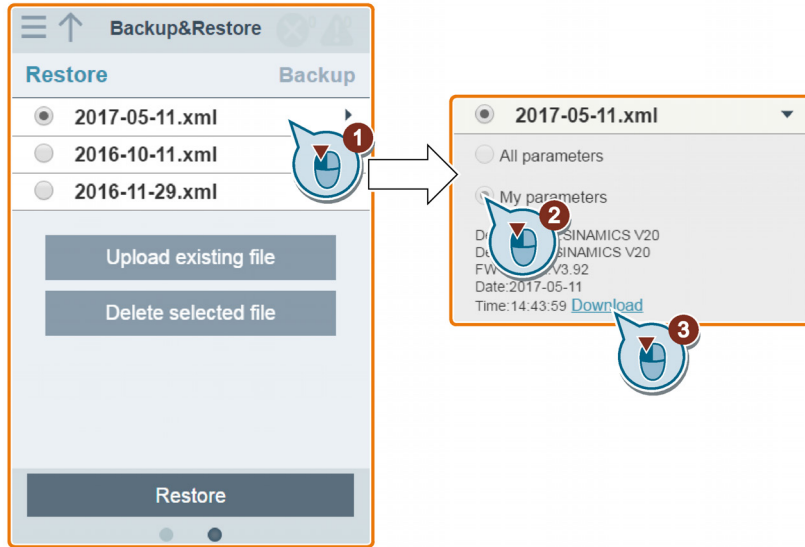 Backup&Restore
Restore Backup
2017-05-11.xml
2016-10-11.xml
2016-11-29.xml
Upload existing file
Delete selected file
Restore
1
2017-05-11.xml
All parameters
My parameters
2
SINAMICS V20
SINAMICS V20
FW V3.92
Date:2017-05-11
Time:14:43:59 Download
3